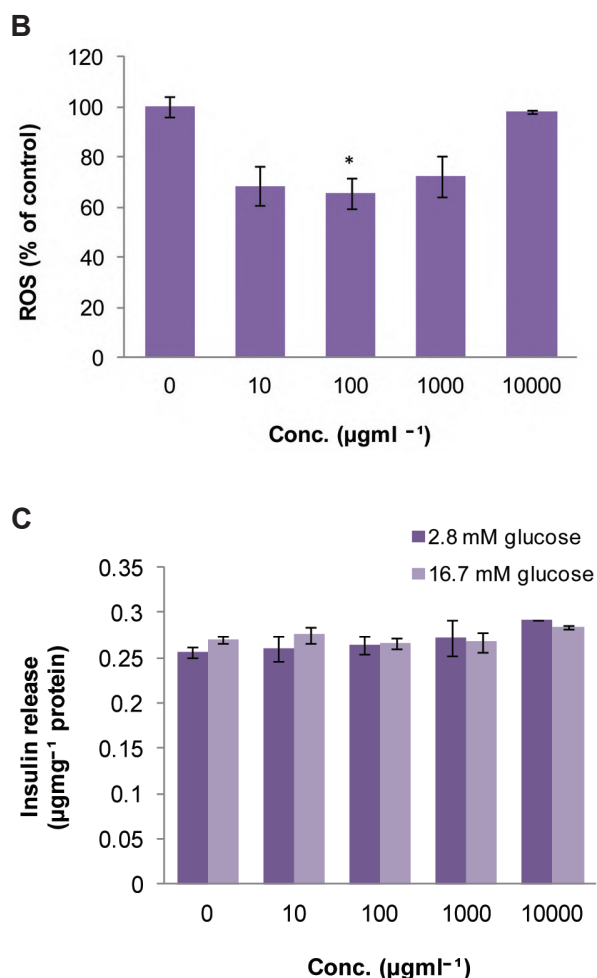 B
120
100
80
60
40
20
0
ROS (% of control)
*
0 10 100 1000 10000
Conc. (µgml ⁻¹)
C
2.8 mM glucose
16.7 mM glucose
0.35
0.3
0.25
0.2
0.15
0.1
0.05
0
Insulin release
(µgmg⁻¹ protein)
0 10 100 1000 10000
Conc. (µgml⁻¹)